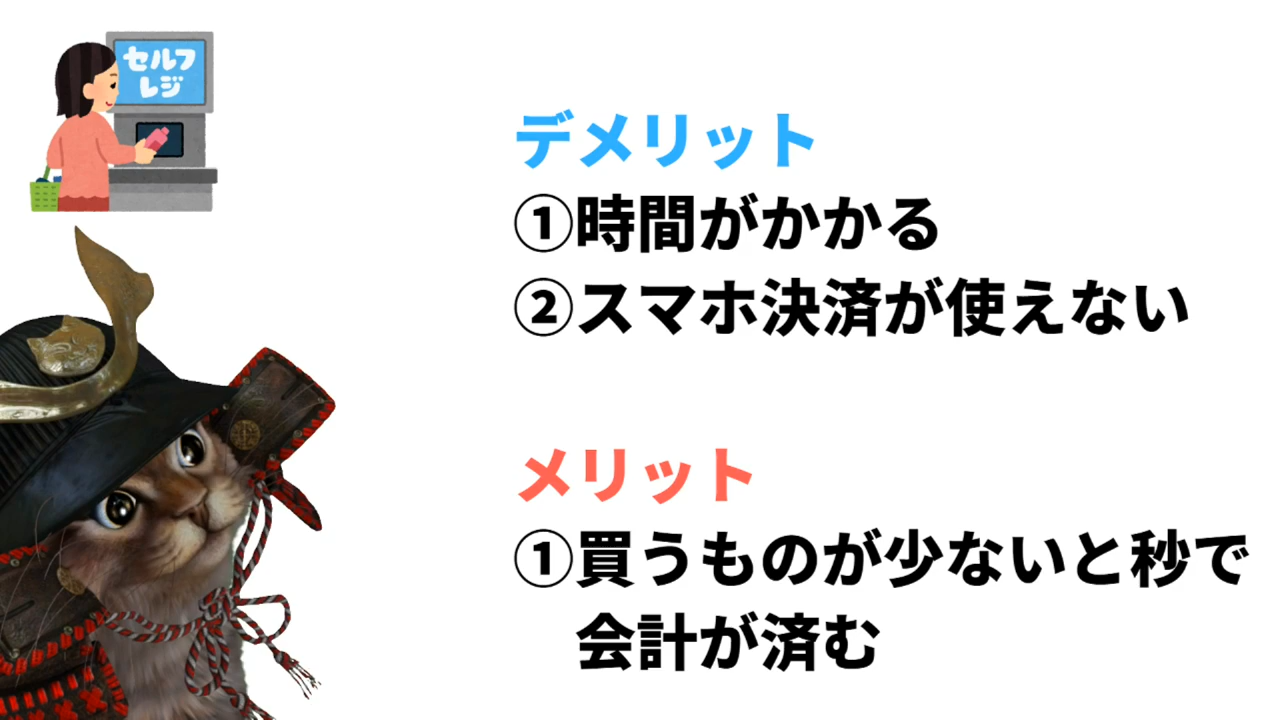 セルフ
レジ
デメリット
①時間がかかる
②スマホ決済が使えない
メリット
①買うものが少ないと秒で
会計が済む